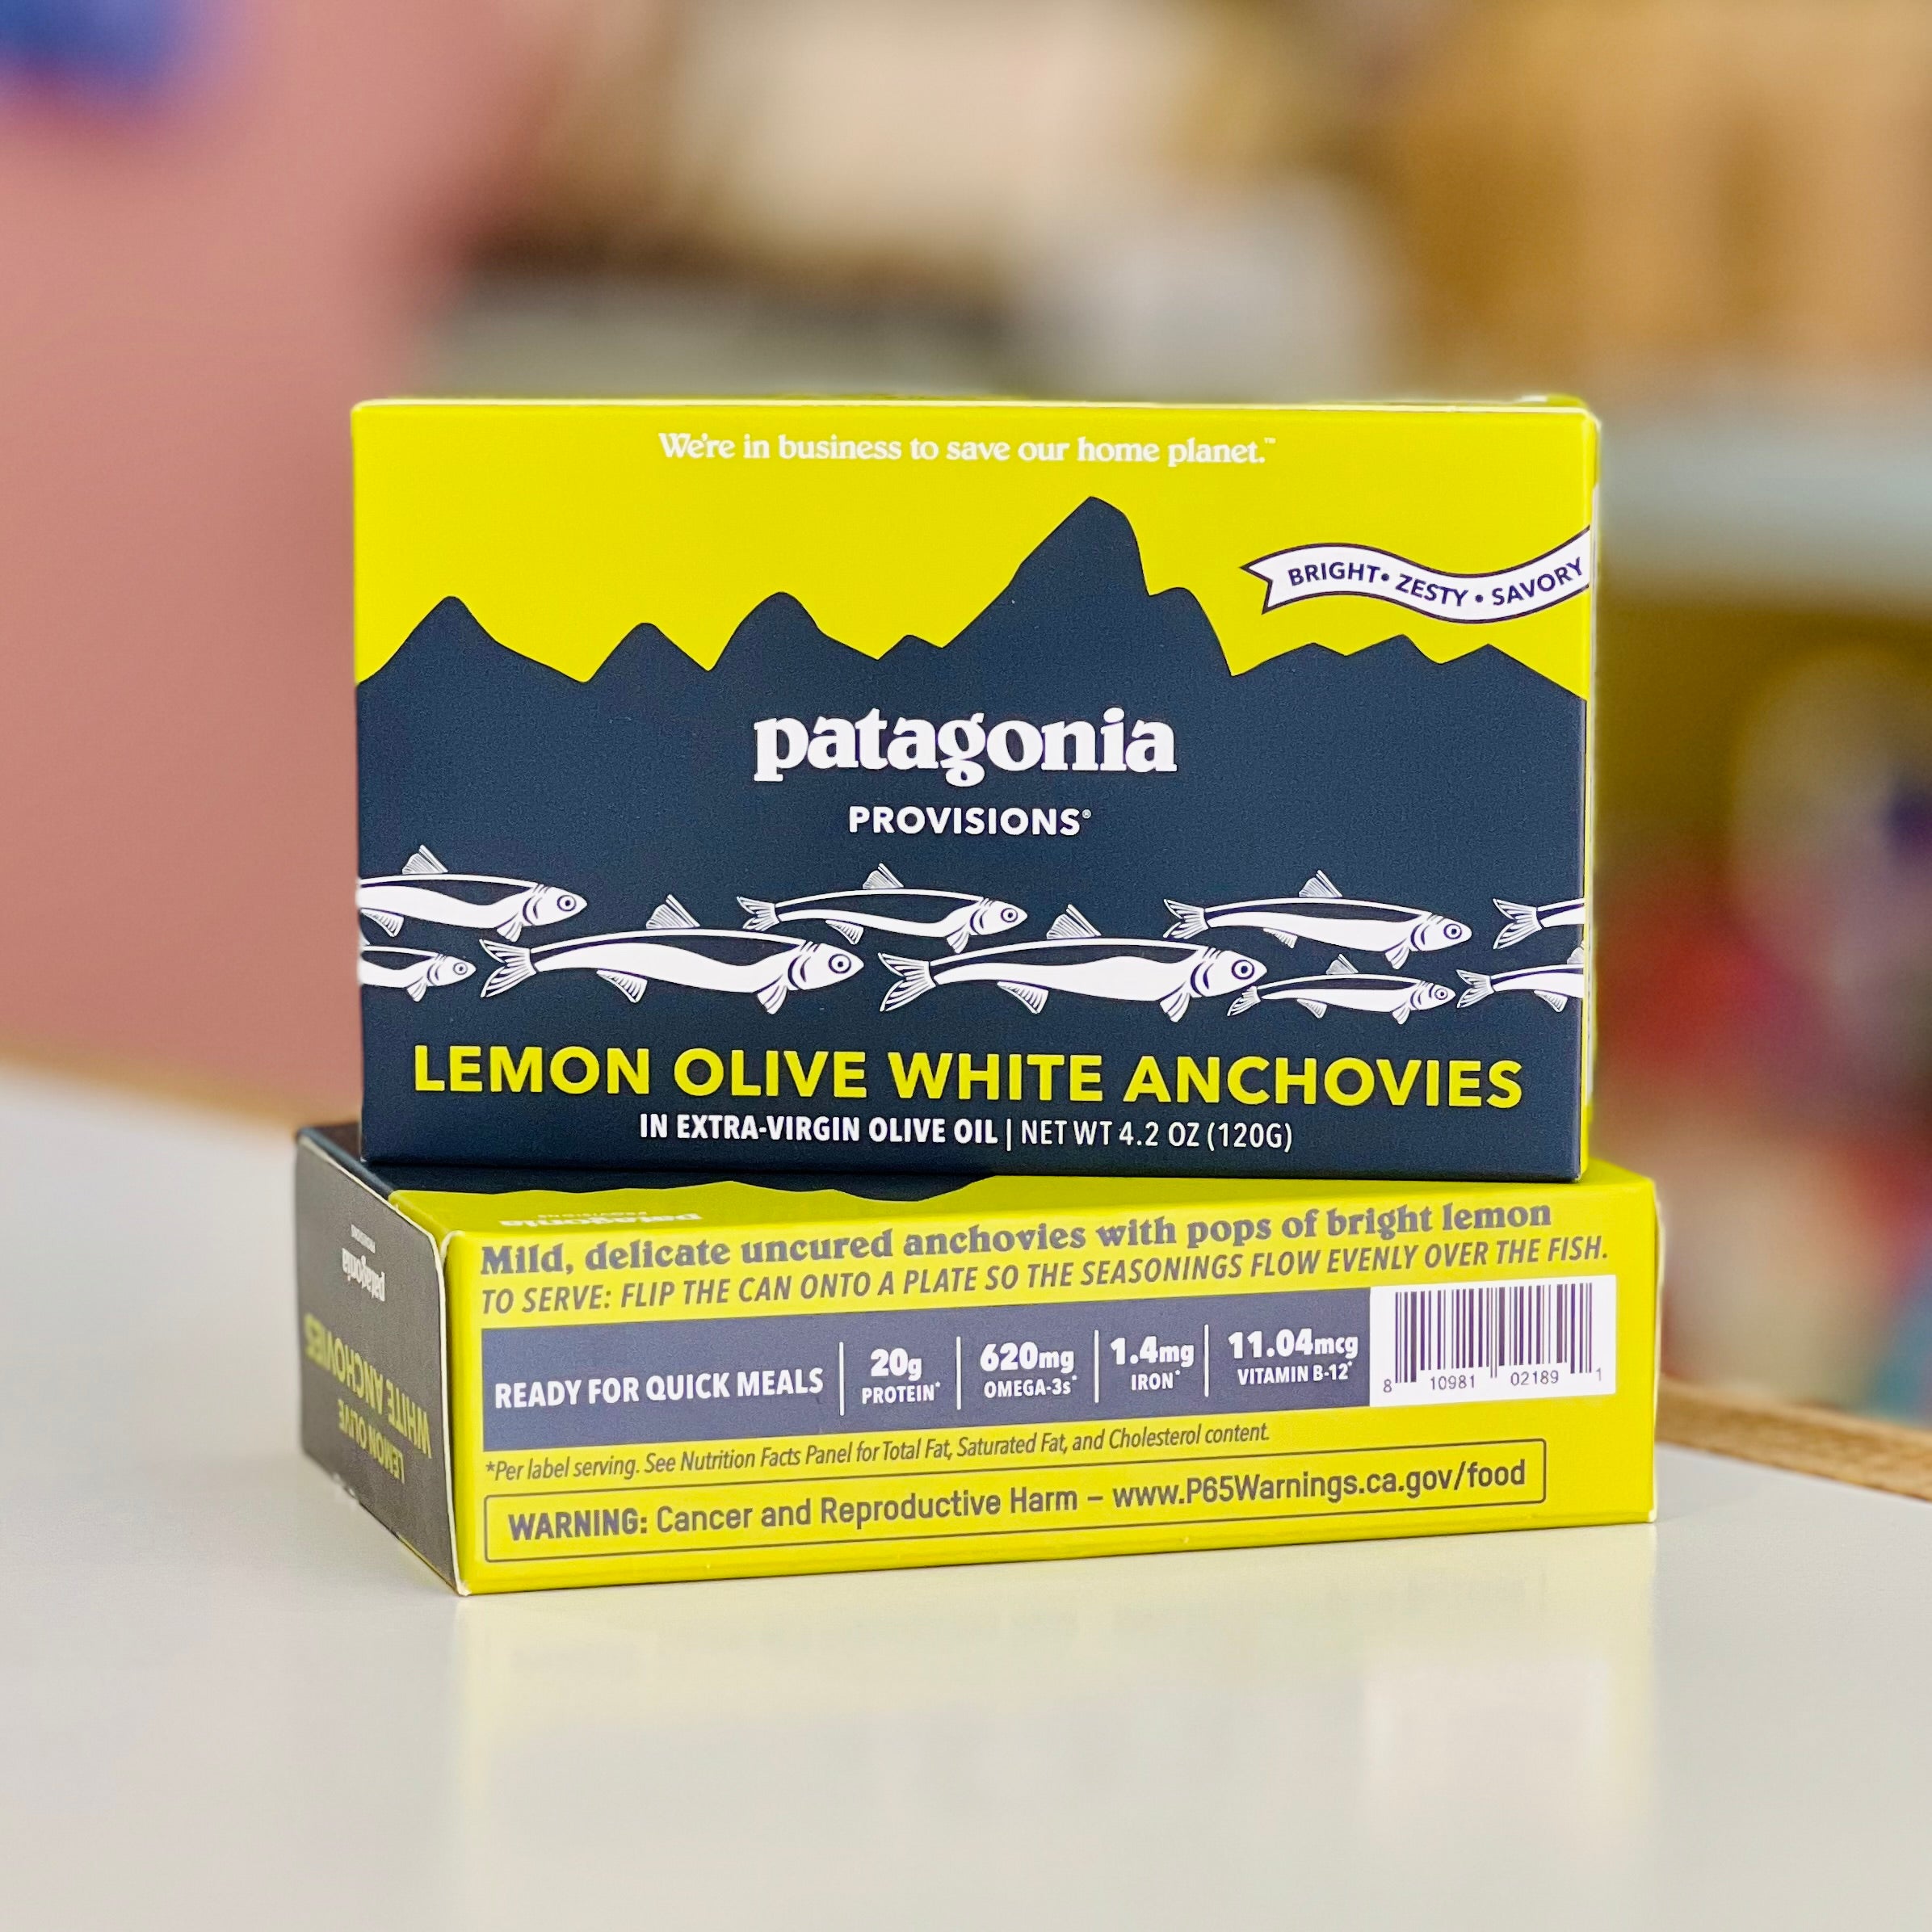 We're in business to save our home planet.™
BRIGHT • ZESTY • SAVORY
patagonia
PROVISIONS®
LEMON OLIVE WHITE ANCHOVIES
IN EXTRA-VIRGIN OLIVE OIL | NET WT 4.2 OZ (120G)
patagonia
PROVISIONS
patagonia
PROVISIONS
LEMON OLIVE
WHITE ANCHOVIES
Mild, delicate uncured anchovies with pops of bright lemon
TO SERVE: FLIP THE CAN ONTO A PLATE SO THE SEASONINGS FLOW EVENLY OVER THE FISH.
READY FOR QUICK MEALS
20g
PROTEIN*
620mg
OMEGA-3s*
1.4mg
IRON*
11.04mcg
VITAMIN B-12*
8 10981 02189 1
*Per label serving. See Nutrition Facts Panel for Total Fat, Saturated Fat, and Cholesterol content.
WARNING: Cancer and Reproductive Harm – www.P65Warnings.ca.gov/food